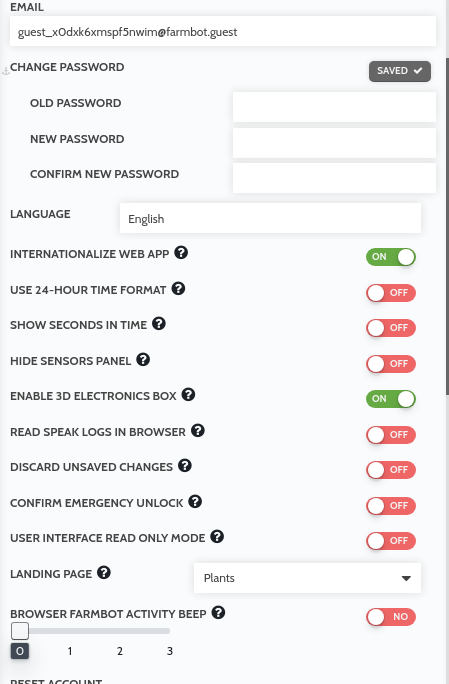 EMAIL
guest_x0dxk6xmspf5nwim@farmbot.guest
CHANGE PASSWORD
SAVED ✔
OLD PASSWORD
NEW PASSWORD
CONFIRM NEW PASSWORD
LANGUAGE English
INTERNATIONALIZE WEB APP ? ON
USE 24-HOUR TIME FORMAT ? OFF
SHOW SECONDS IN TIME ? OFF
HIDE SENSORS PANEL ? OFF
ENABLE 3D ELECTRONICS BOX ? ON
READ SPEAK LOGS IN BROWSER ? OFF
DISCARD UNSAVED CHANGES ? OFF
CONFIRM EMERGENCY UNLOCK ? OFF
USER INTERFACE READ ONLY MODE ? OFF
LANDING PAGE ? Plants
BROWSER FARMBOT ACTIVITY BEEP ? NO
0 1 2 3
RESET ACCOUNT